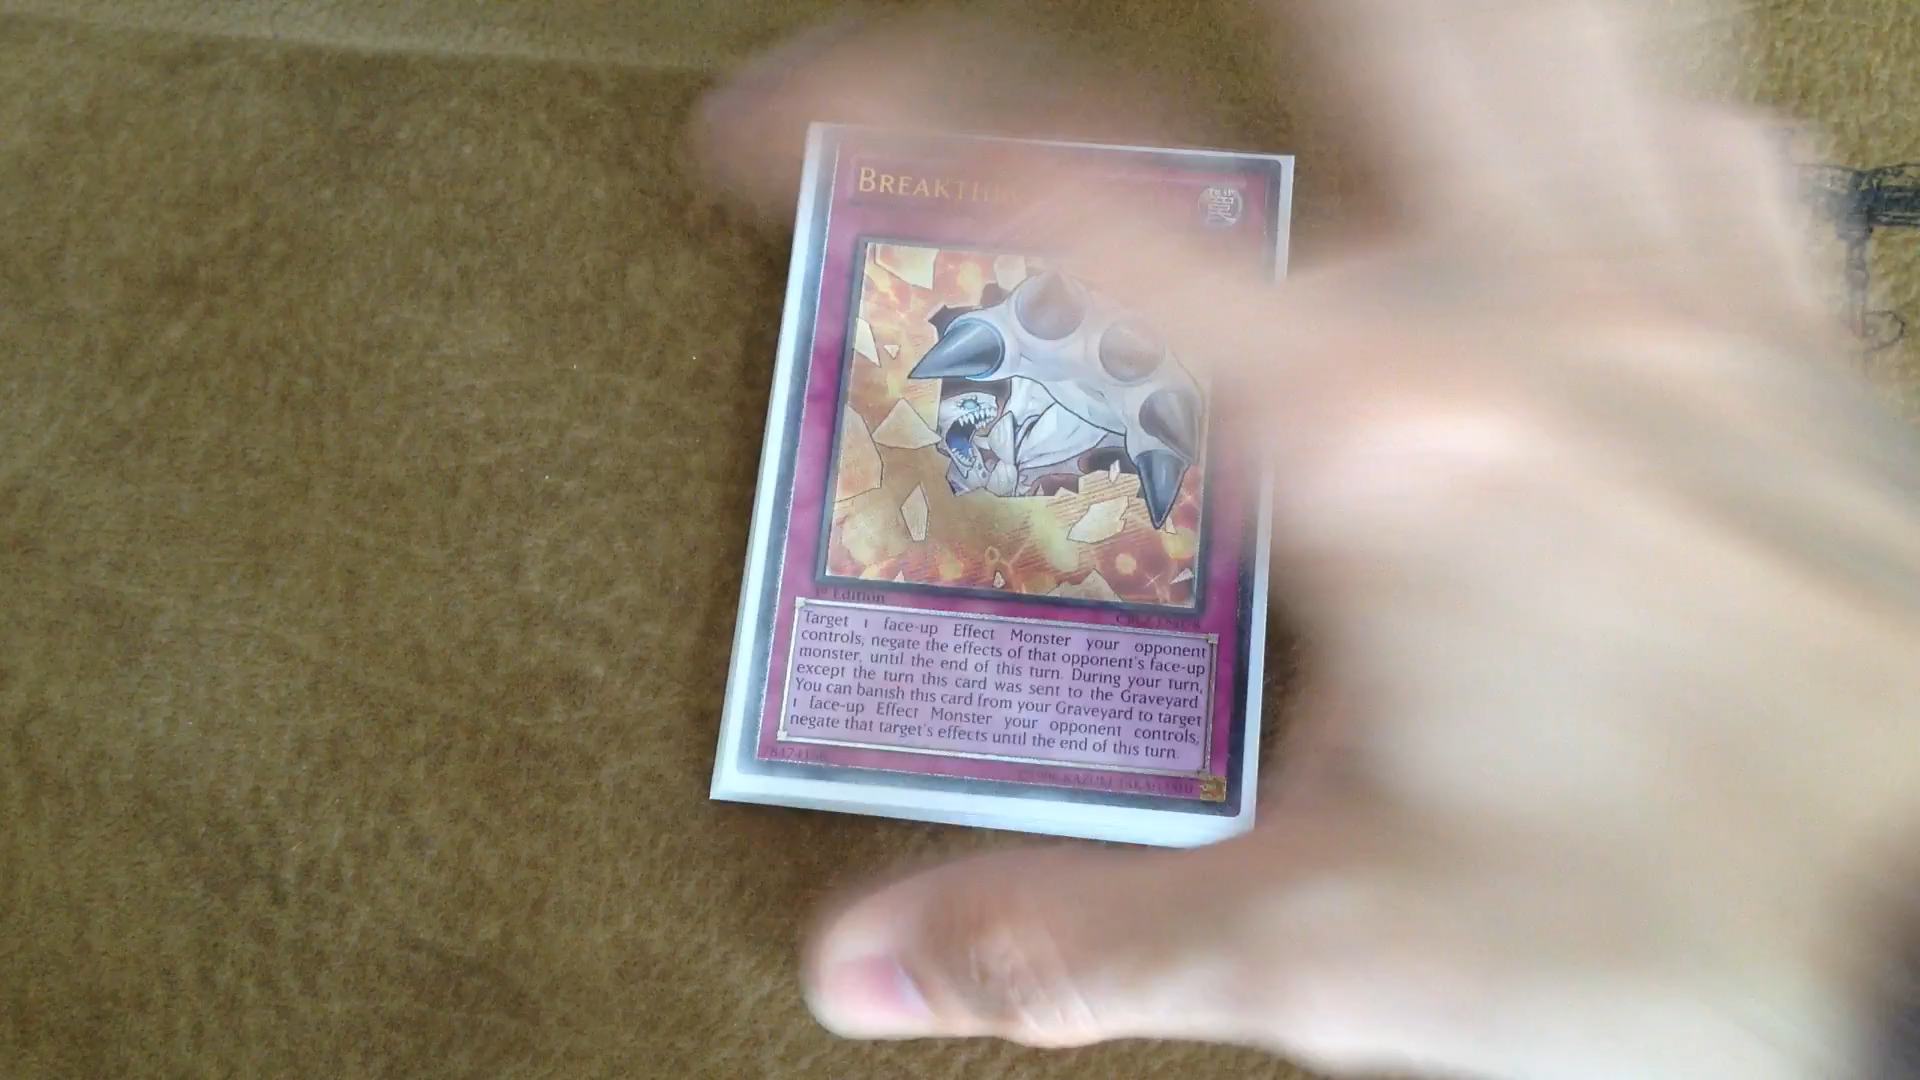 BREAKTHR
1st Edition
Target 1 face-up Effect Monster your opponent
controls; negate the effects of that opponent's face-up
monster, until the end of this turn. During your turn,
except the turn this card was sent to the Graveyard:
You can banish this card from your Graveyard to target
1 face-up Effect Monster your opponent controls;
negate that target's effects until the end of this turn.
©1996 KAZUKI TAKAHASHI